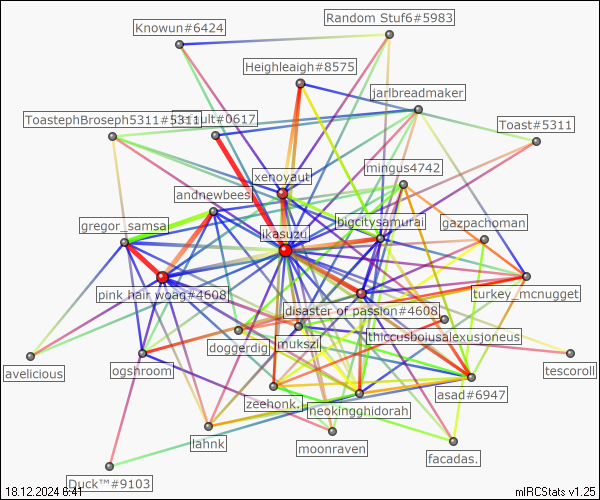 Random Stuf6#5983
Knowun#6424
Heighleaigh#8575
jarlbreadmaker
ToastephBroseph5311#5311
ult#0617
Toast#5311
mingus4742
xenoyaut
andnewbees
gregor_samsa
bigcitysamurai
gazpachoman
ikasuzu
pink hair woag#4608
turkey_mcnugget
disaster of passion#4608
thiccusboiusalexusjoneus
doggerdig
mukszil
avelicious
ogshroom
tescoroll
zeehonk.
neokingghidorah
asad#6947
lahnk
moonraven
facadas.
Duck™#9103
18.12.2024 6:41
mIRCStats v1.25